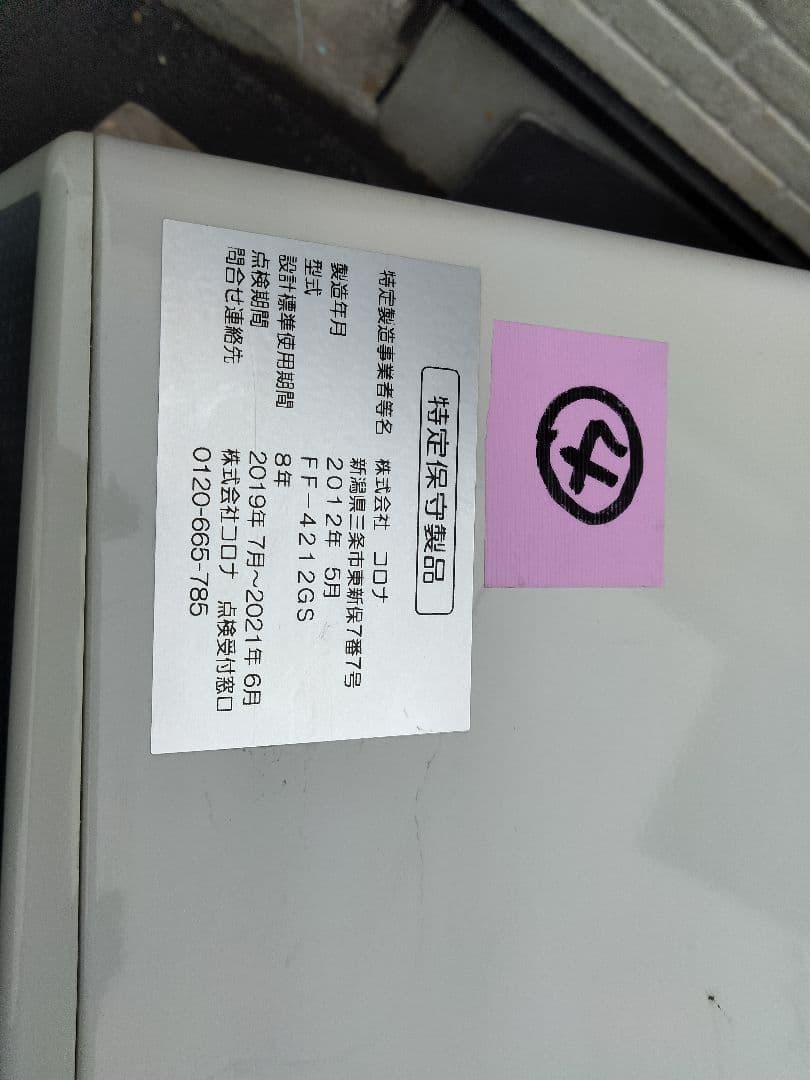 特定保守製品
特定製造事業者等名 株式会社 コロナ
新潟県三条市東新保7番7号
製造年月 2012年 5月
型式 FF-4212GS
設計標準使用期間 8年
点検期間 2019年 7月～2021年 6月
問合せ連絡先 株式会社コロナ 点検受付窓口
0120-665-785
④